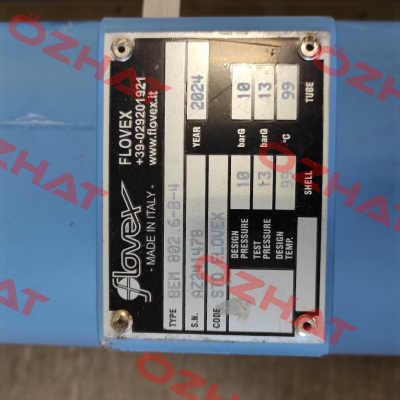 flovex
- MADE IN ITALY -
FLOVEX
+39-029201921
www.flovex.it
TYPE BEM 802.6-B-4
S.N. AZ241478 YEAR 2024
CODE STD FLOVEX
DESIGN PRESSURE 10 barG 10
TEST PRESSURE 13 barG 13
DESIGN TEMP. 99 °C 99
SHELL TUBE
OZHAT
OZHAT
OZHAT
OZHAT
OZHAT